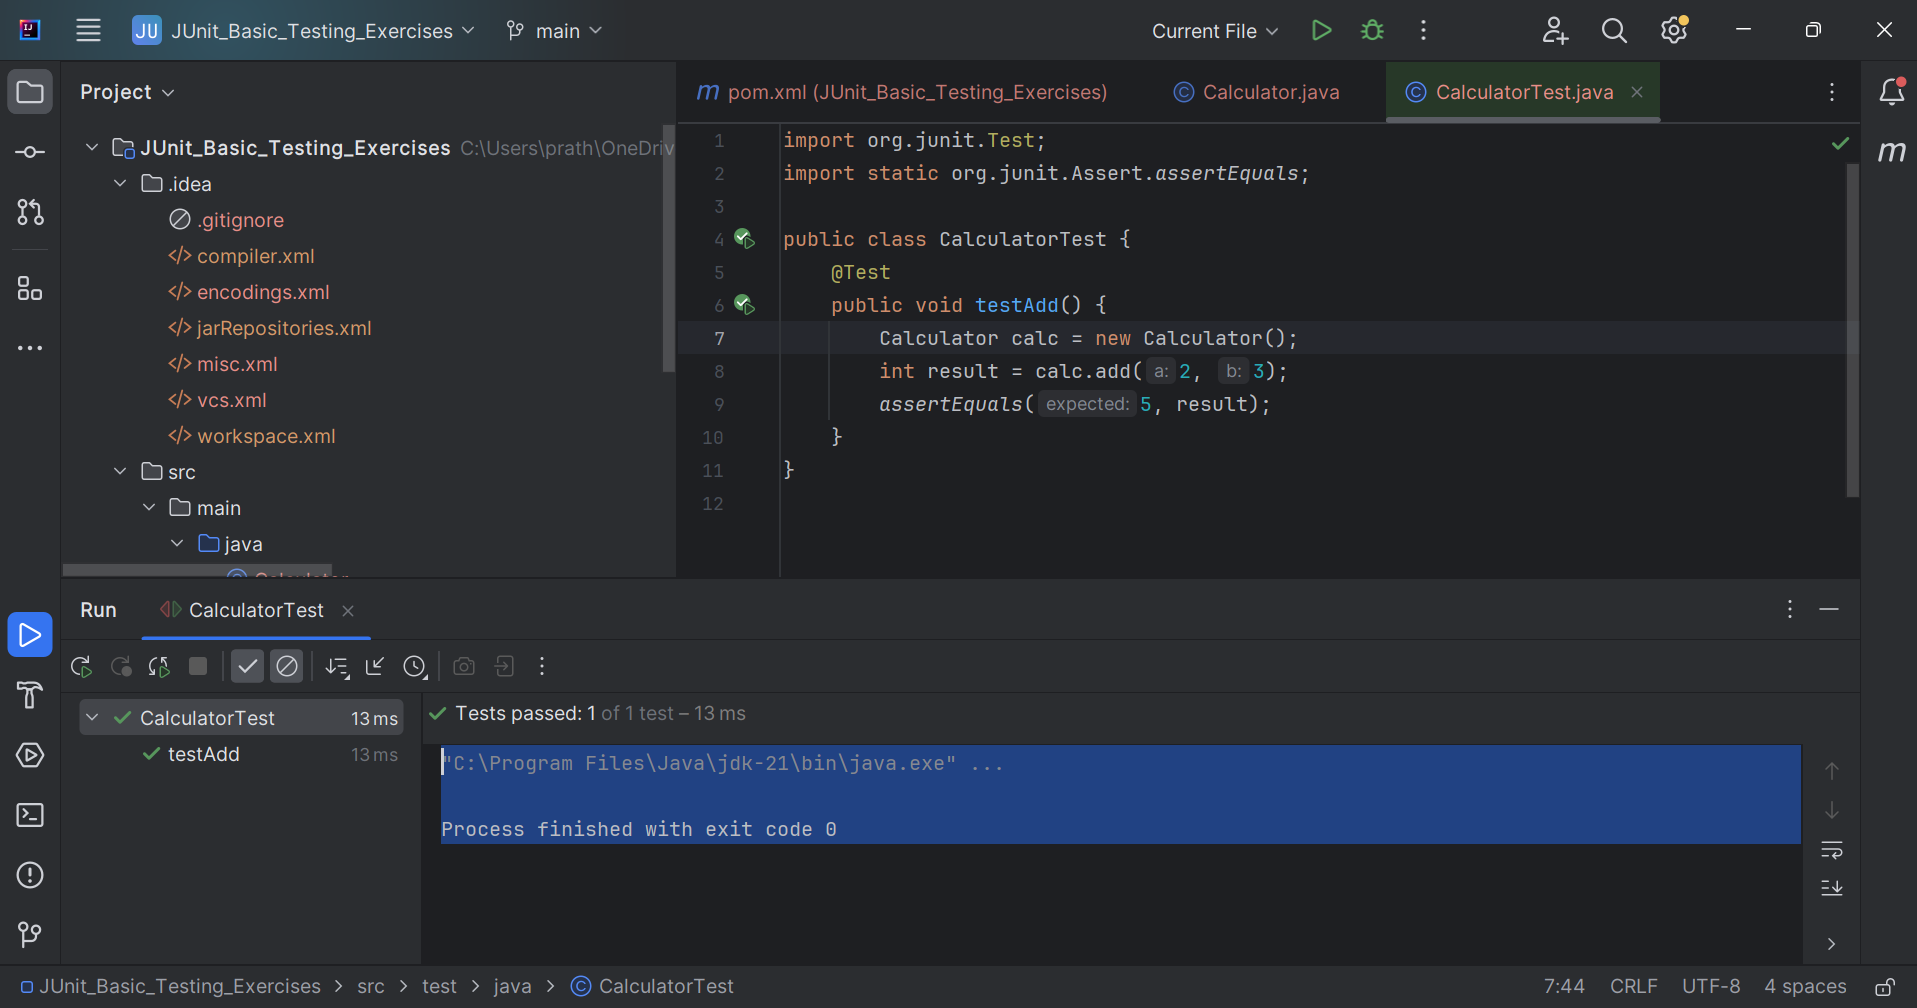 JU JUnit_Basic_Testing_Exercises main Current File
Project
m pom.xml (JUnit_Basic_Testing_Exercises) Calculator.java CalculatorTest.java
JUnit_Basic_Testing_Exercises C:\Users\prath\OneDriv
.idea
.gitignore
compiler.xml
encodings.xml
jarRepositories.xml
misc.xml
vcs.xml
workspace.xml
src
main
java
Calculator
1 import org.junit.Test;
2 import static org.junit.Assert.assertEquals;
3
4 public class CalculatorTest {
5 @Test
6 public void testAdd() {
7 Calculator calc = new Calculator();
8 int result = calc.add( a: 2, b: 3);
9 assertEquals( expected: 5, result);
10 }
11 }
12
m
Run CalculatorTest
CalculatorTest 13 ms
testAdd 13 ms
Tests passed: 1 of 1 test – 13 ms
"C:\Program Files\Java\jdk-21\bin\java.exe" ...
Process finished with exit code 0
JUnit_Basic_Testing_Exercises > src > test > java > CalculatorTest 7:44 CRLF UTF-8 4 spaces